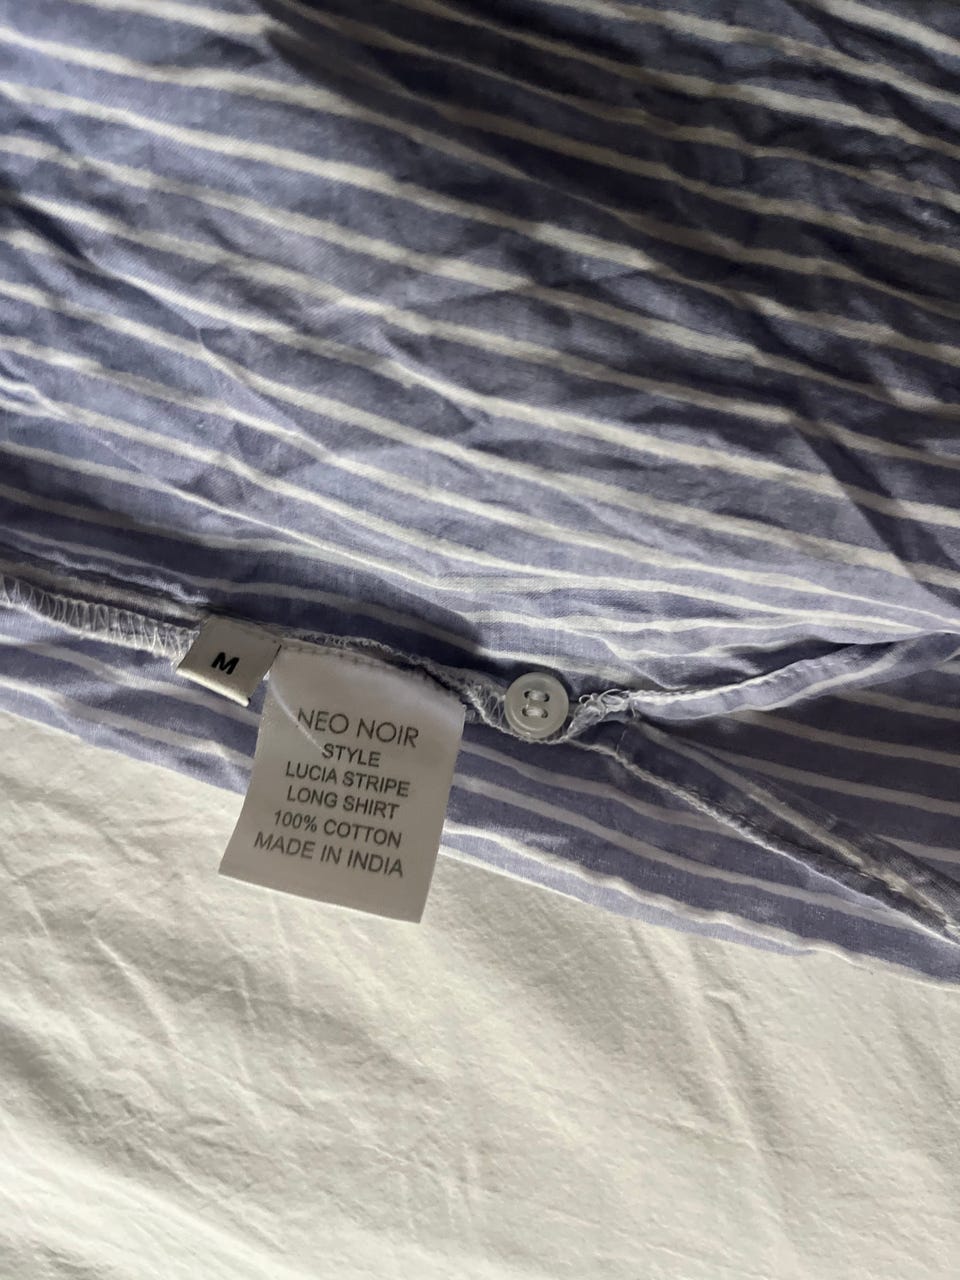 M
NEO NOIR
STYLE
LUCIA STRIPE
LONG SHIRT
100% COTTON
MADE IN INDIA